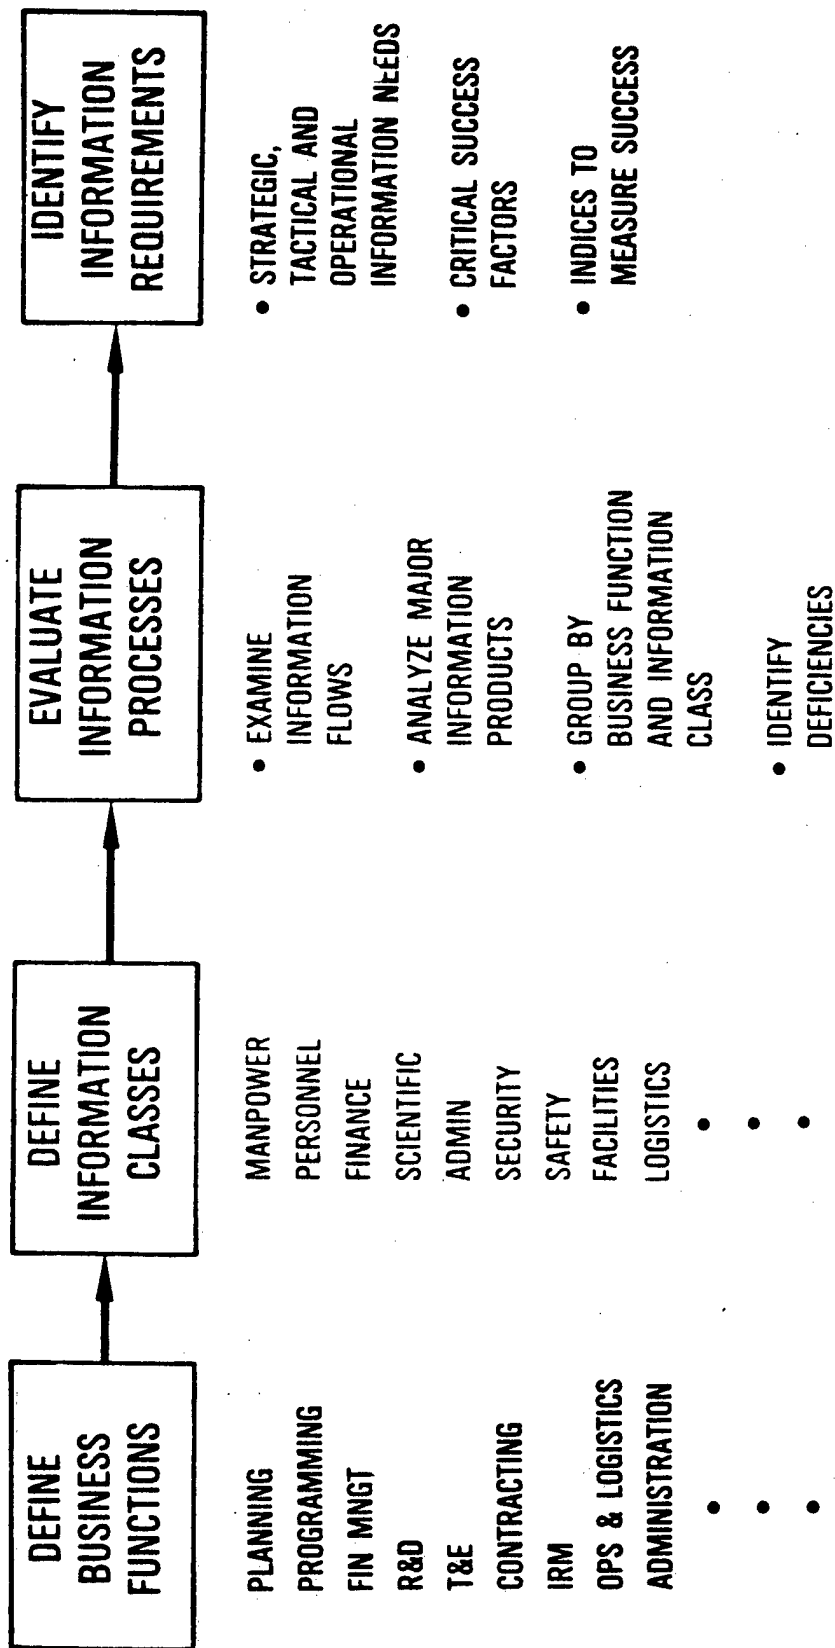 DEFINE
BUSINESS
FUNCTIONS
PLANNING
PROGRAMMING
FIN MNGT
R&D
T&E
CONTRACTING
IRM
OPS & LOGISTICS
ADMINISTRATION
•
•
•
DEFINE
INFORMATION
CLASSES
MANPOWER
PERSONNEL
FINANCE
SCIENTIFIC
ADMIN
SECURITY
SAFETY
FACILITIES
LOGISTICS
•
•
•
EVALUATE
INFORMATION
PROCESSES
• EXAMINE
INFORMATION
FLOWS
• ANALYZE MAJOR
INFORMATION
PRODUCTS
• GROUP BY
BUSINESS FUNCTION
AND INFORMATION
CLASS
• IDENTIFY
DEFICIENCIES
IDENTIFY
INFORMATION
REQUIREMENTS
• STRATEGIC,
TACTICAL AND
OPERATIONAL
INFORMATION NEEDS
• CRITICAL SUCCESS
FACTORS
• INDICES TO
MEASURE SUCCESS